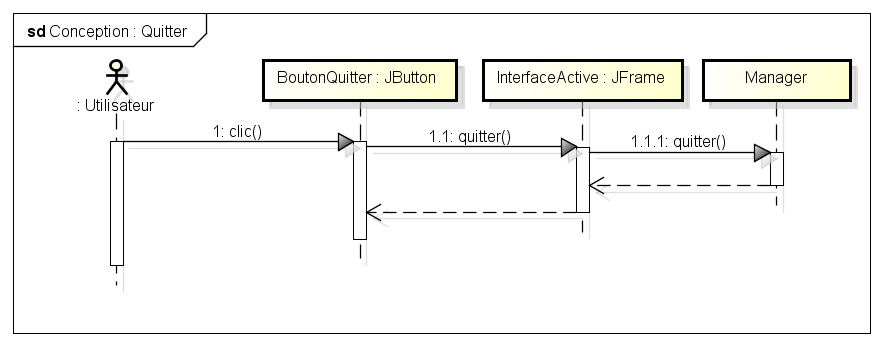 sd Conception : Quitter
: Utilisateur
BoutonQuitter : JButton
InterfaceActive : JFrame
Manager
1: clic()
1.1: quitter()
1.1.1: quitter()